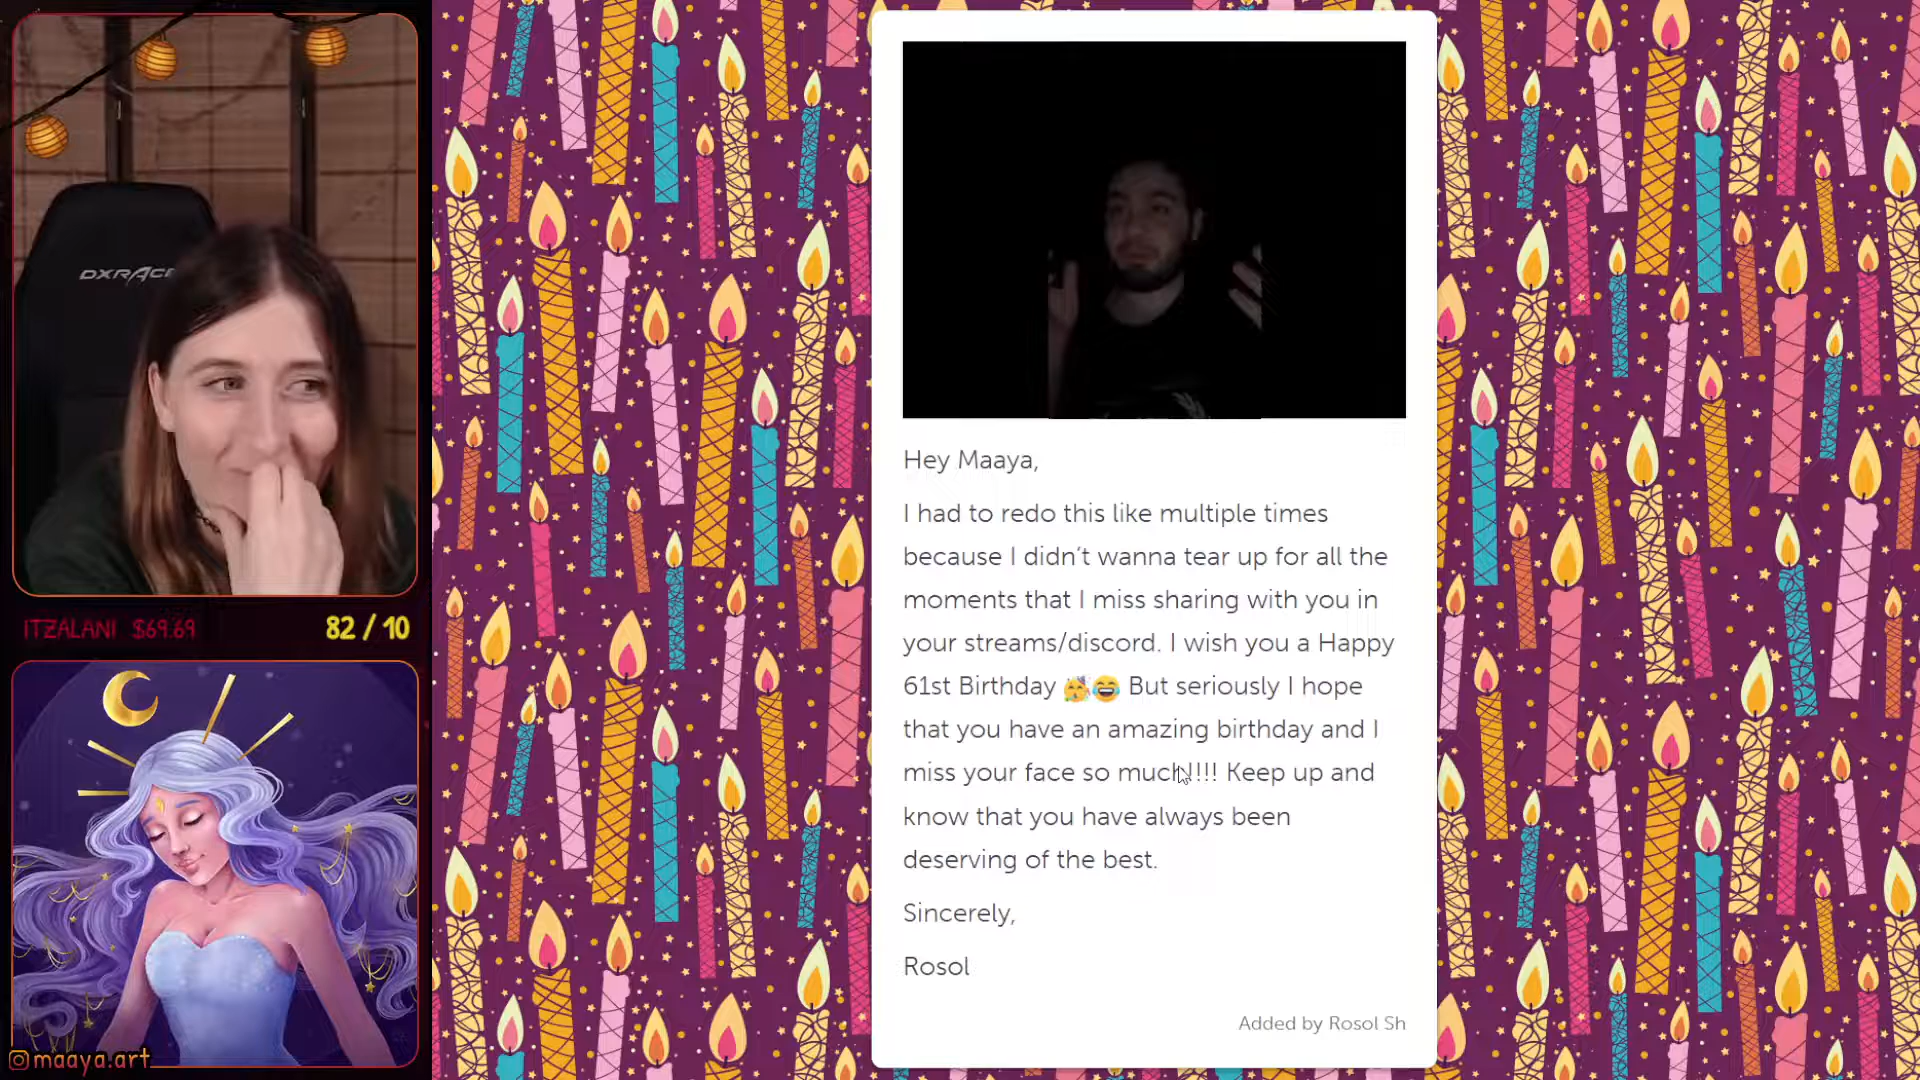 DXRACE
ITZALANI $69.69
82 / 10
maaya.art
Hey Maaya,
I had to redo this like multiple times
because I didn’t wanna tear up for all the
moments that I miss sharing with you in
your streams/discord. I wish you a Happy
61st Birthday 🥳😂 But seriously I hope
that you have an amazing birthday and I
miss your face so much!!!! Keep up and
know that you have always been
deserving of the best.
Sincerely,
Rosol
Added by Rosol Sh